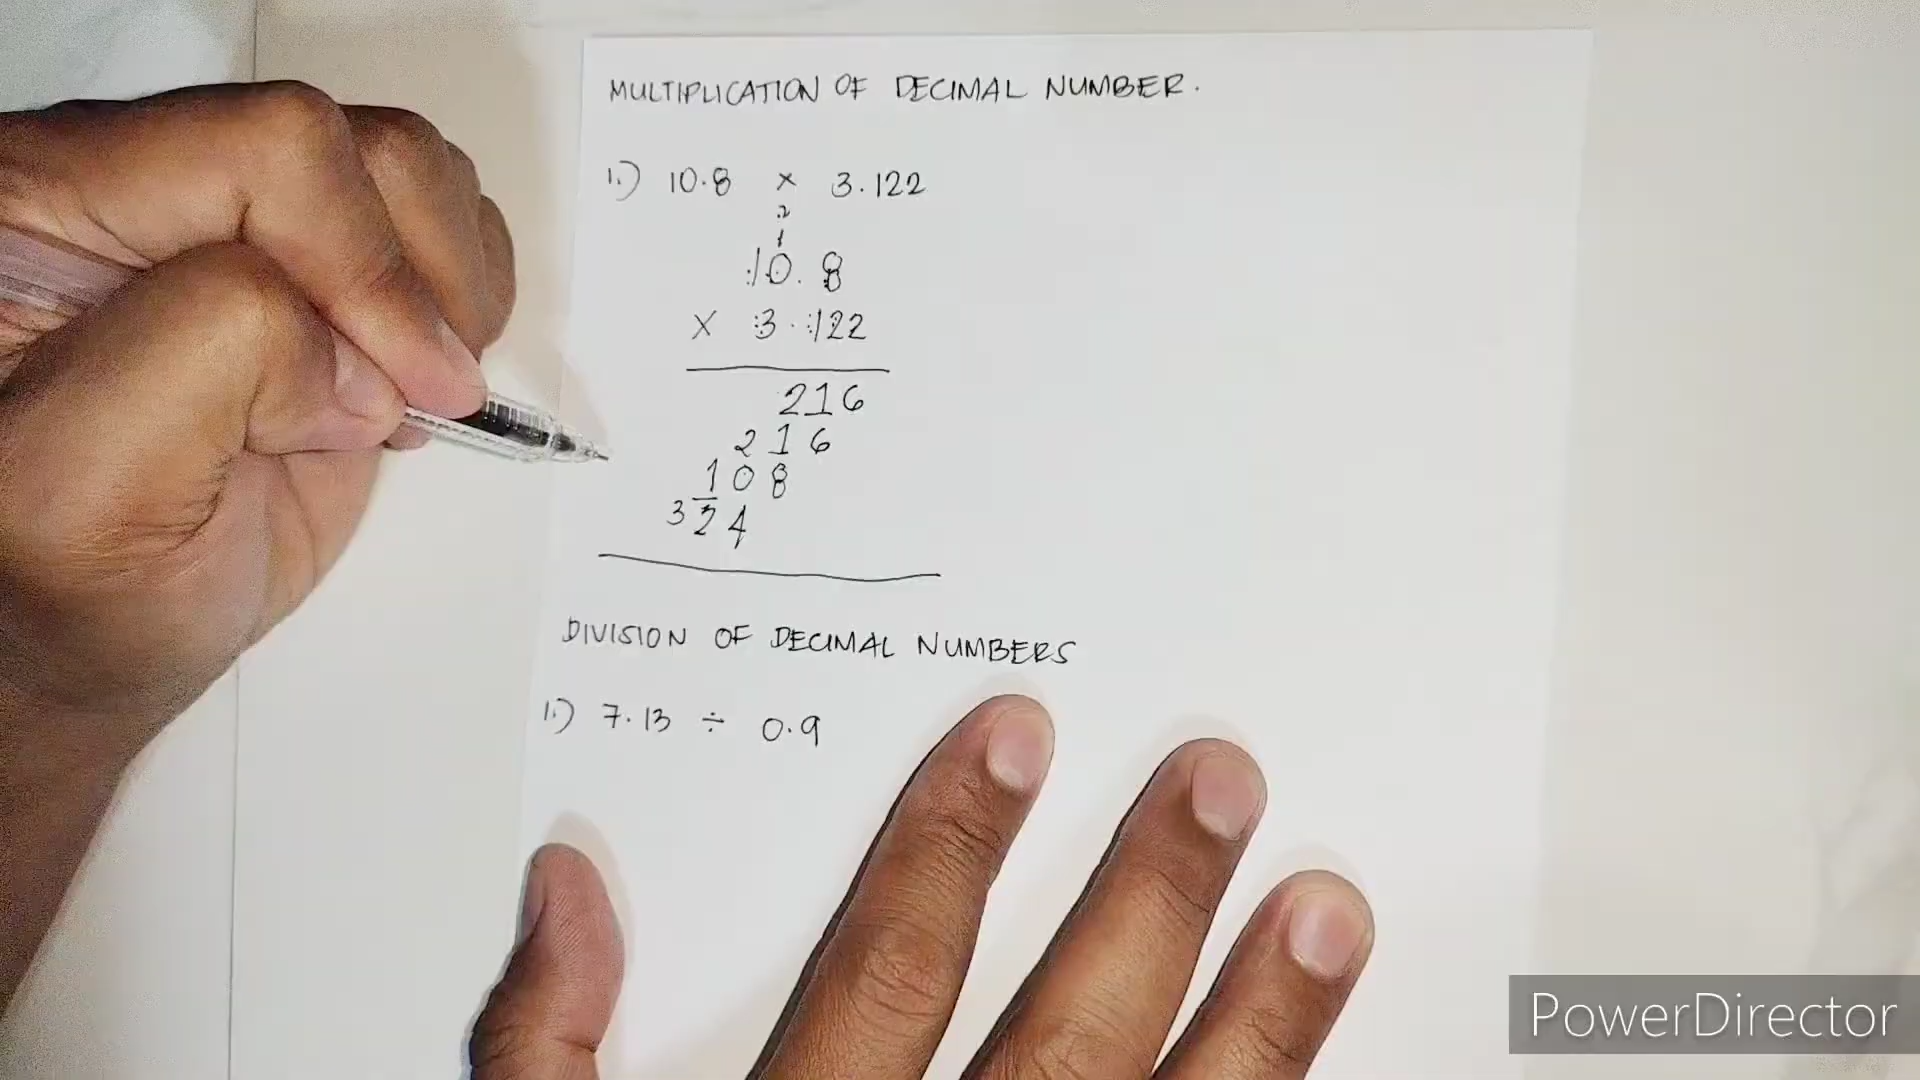 MULTIPLICATION OF DECIMAL NUMBER.
1.) 10.8 × 3.122
2
1
10.8
× 3.122
216
216
108
324
DIVISION OF DECIMAL NUMBERS
1.) 7.13 ÷ 0.9
PowerDirector